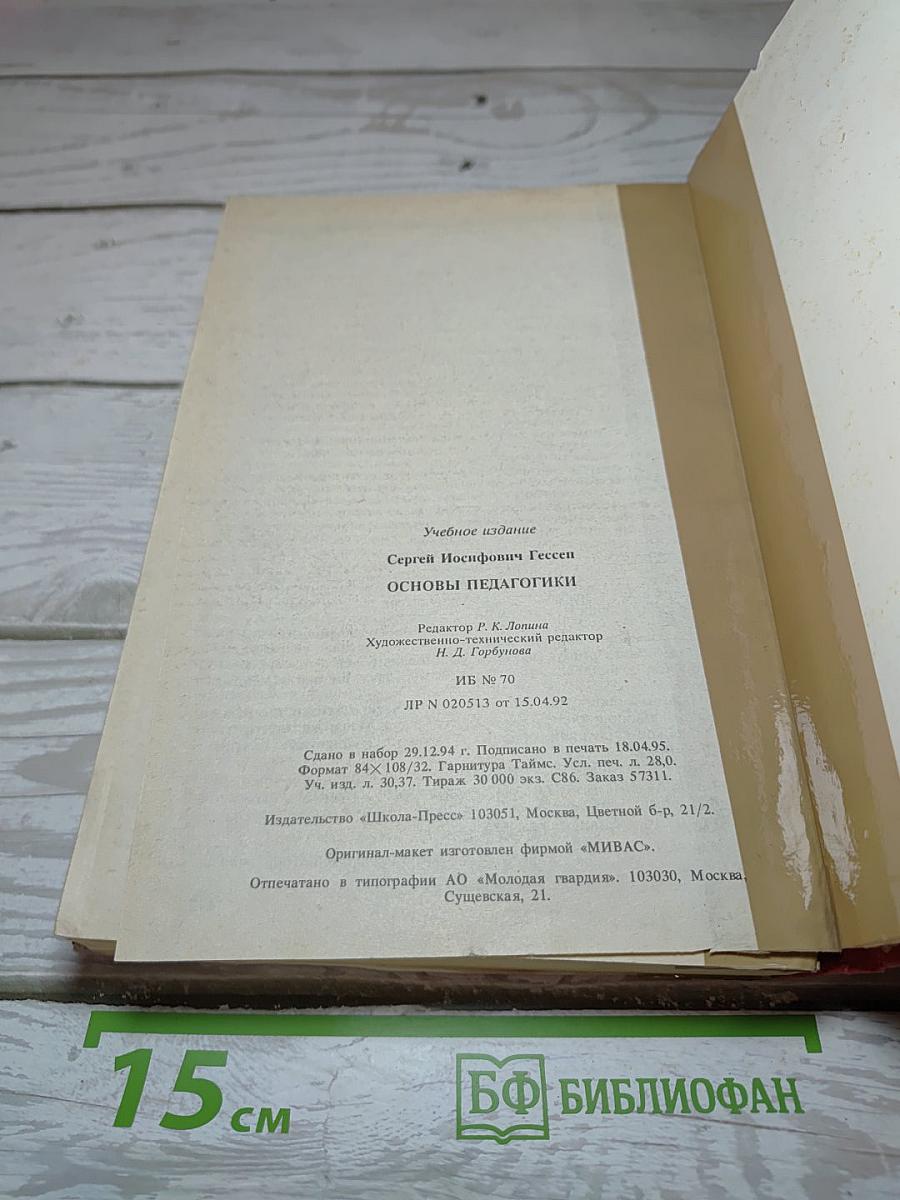 Учебное издание
Сергей Иосифович Гессен
ОСНОВЫ ПЕДАГОГИКИ
Редактор Р. К. Лопина
Художественно-технический редактор
Н. Д. Горбунова
ИБ № 70
ЛР N 020513 от 15.04.92
Сдано в набор 29.12.94 г. Подписано в печать 18.04.95.
Формат 84×108/32. Гарнитура Таймс. Усл. печ. л. 28,0.
Уч. изд. л. 30,37. Тираж 30 000 экз. С86. Заказ 57311.
Издательство «Школа-Пресс» 103051, Москва, Цветной б-р, 21/2.
Оригинал-макет изготовлен фирмой «МИВАС».
Отпечатано в типографии АО «Молодая гвардия». 103030, Москва,
Сущевская, 21.
15 см
БФ БИБЛИОФАН